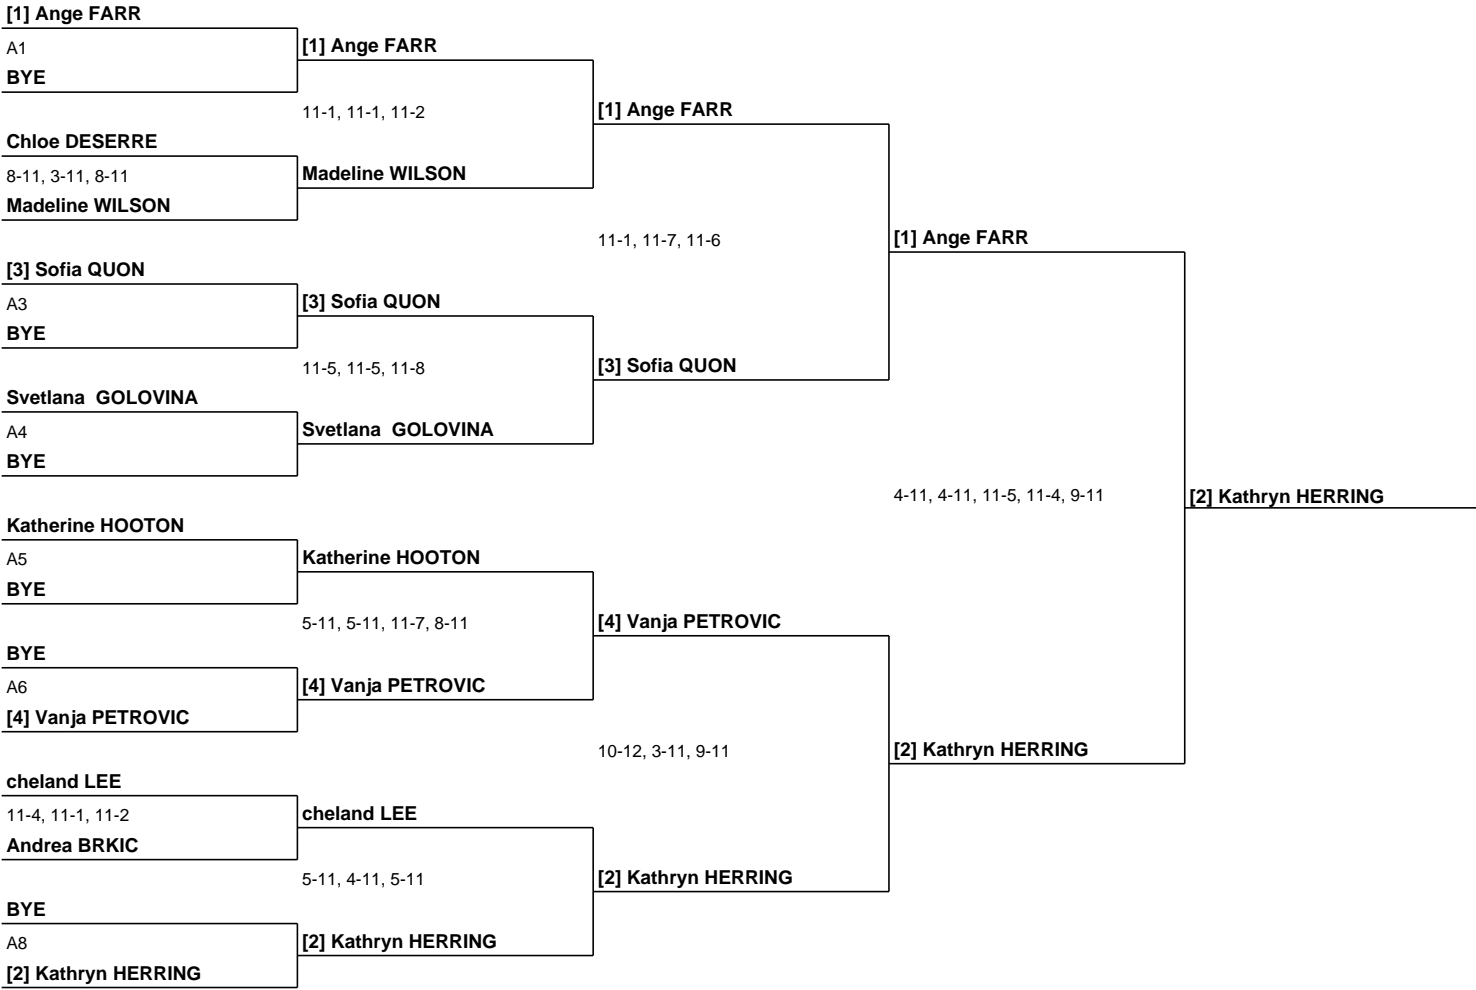 [1] Ange FARR
A1
BYE
Chloe DESERRE
8-11, 3-11, 8-11
Madeline WILSON
[3] Sofia QUON
A3
BYE
Svetlana  GOLOVINA
A4
BYE
Katherine HOOTON
A5
BYE
BYE
A6
[4] Vanja PETROVIC
cheland LEE
11-4, 11-1, 11-2
Andrea BRKIC
BYE
A8
[2] Kathryn HERRING
[1] Ange FARR
11-1, 11-1, 11-2
Madeline WILSON
[3] Sofia QUON
11-5, 11-5, 11-8
Svetlana  GOLOVINA
Katherine HOOTON
5-11, 5-11, 11-7, 8-11
[4] Vanja PETROVIC
cheland LEE
5-11, 4-11, 5-11
[2] Kathryn HERRING
[1] Ange FARR
11-1, 11-7, 11-6
[3] Sofia QUON
[4] Vanja PETROVIC
10-12, 3-11, 9-11
[2] Kathryn HERRING
[1] Ange FARR
4-11, 4-11, 11-5, 11-4, 9-11
[2] Kathryn HERRING
[2] Kathryn HERRING